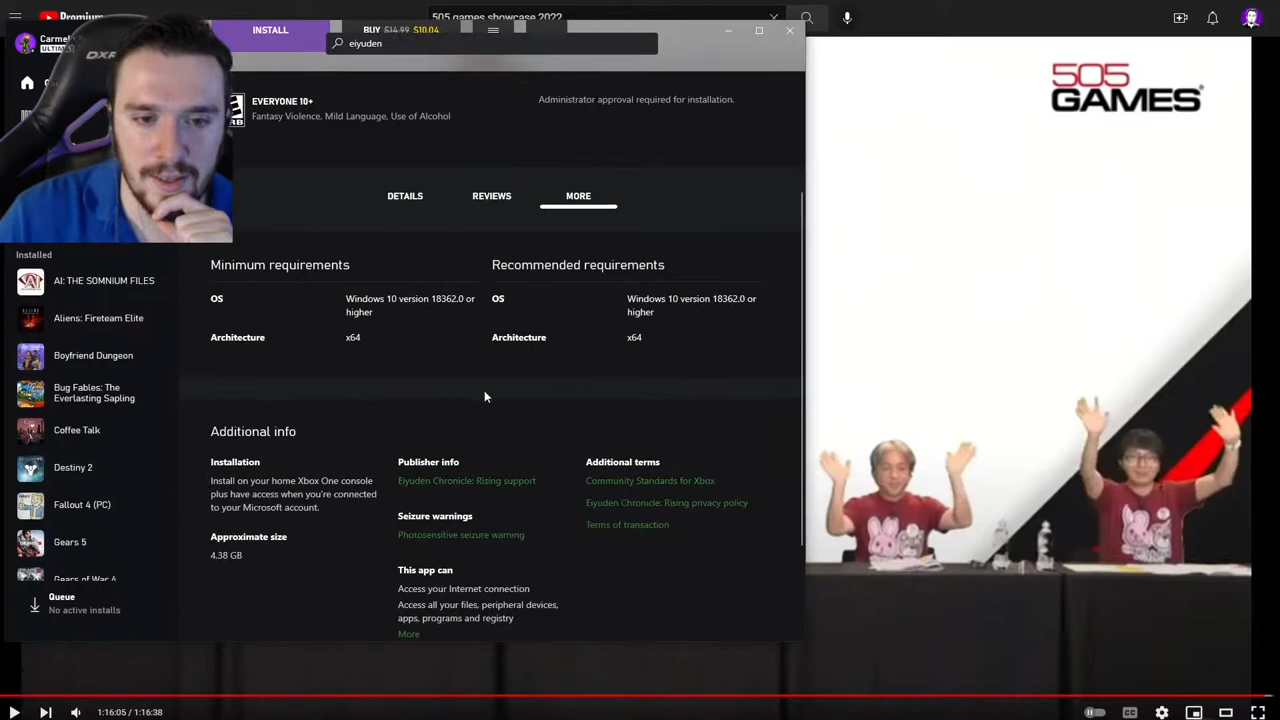 Premium
505 games showcase 2022
INSTALL
BUY $14.99 $10.04
eiyuden
Carmelo
ULTIM
DXR
EVERYONE 10+
Fantasy Violence, Mild Language, Use of Alcohol
Administrator approval required for installation.
505
GAMES
DETAILS
REVIEWS
MORE
Installed
AI: THE SOMNIUM FILES
Aliens: Fireteam Elite
Boyfriend Dungeon
Bug Fables: The
Everlasting Sapling
Coffee Talk
Destiny 2
Fallout 4 (PC)
Gears 5
Gears of War 4
Queue
No active installs
Minimum requirements
OS
Windows 10 version 18362.0 or
higher
Architecture
x64
Recommended requirements
OS
Windows 10 version 18362.0 or
higher
Architecture
x64
Additional info
Installation
Install on your home Xbox One console
plus have access when you're connected
to your Microsoft account.
Approximate size
4.38 GB
Publisher info
Eiyuden Chronicle: Rising support
Seizure warnings
Photosensitive seizure warning
This app can
Access your Internet connection
Access all your files, peripheral devices,
apps, programs and registry
More
Additional terms
Community Standards for Xbox
Eiyuden Chronicle: Rising privacy policy
Terms of transaction
1:16:05 / 1:16:38